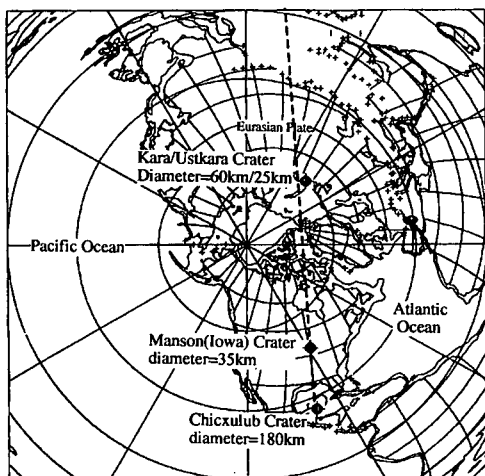 Eurasian Plate
Kara/Ustkara Crater
Diameter=60km/25km
Pacific Ocean
Atlantic
Ocean
Manson(Iowa) Crater
diameter=35km
Chicxulub Crater
diameter=180km